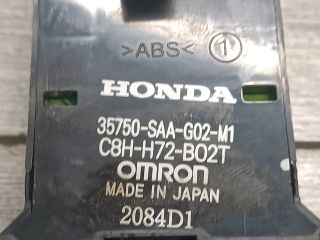 >ABS< 1
HONDA
35750-SAA-G02-M1
C8H-H72-B02T
OMRON
MADE IN JAPAN
2084D1